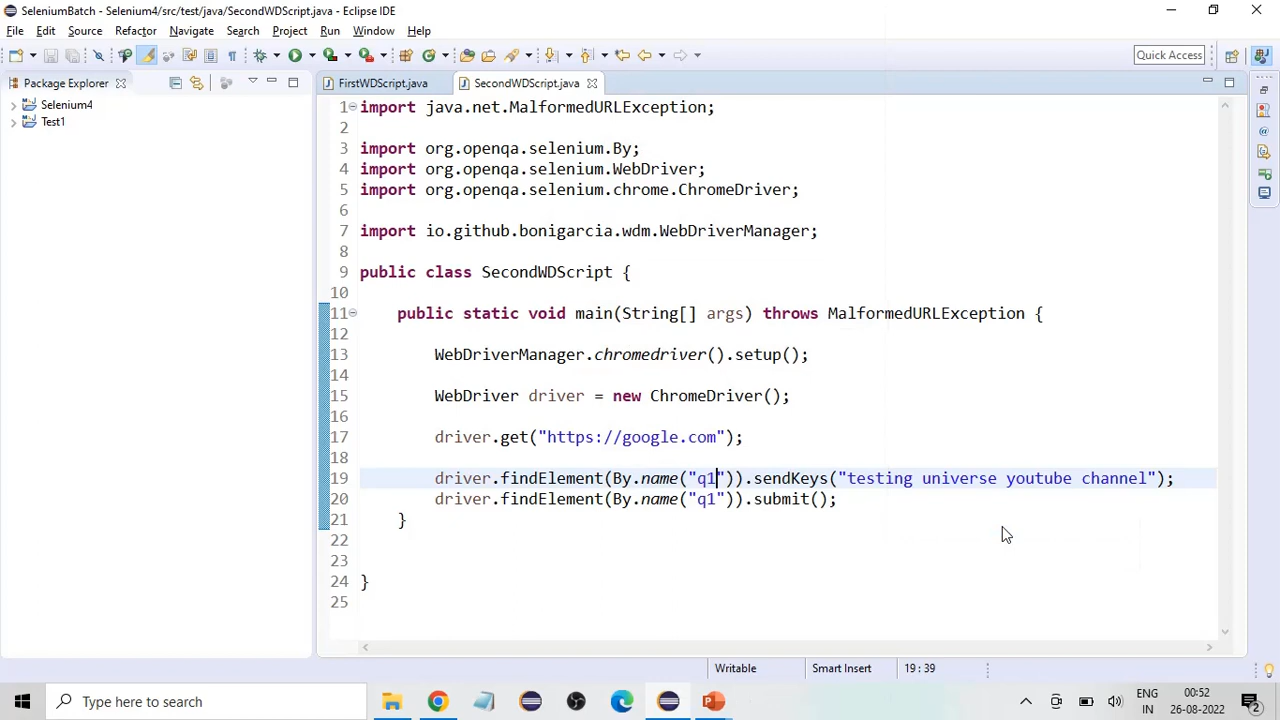 SeleniumBatch - Selenium4/src/test/java/SecondWDScript.java - Eclipse IDE
File Edit Source Refactor Navigate Search Project Run Window Help
Quick Access
Package Explorer
FirstWDScript.java
SecondWDScript.java
Selenium4
Test1
1 import java.net.MalformedURLException;
2
3 import org.openqa.selenium.By;
4 import org.openqa.selenium.WebDriver;
5 import org.openqa.selenium.chrome.ChromeDriver;
6
7 import io.github.bonigarcia.wdm.WebDriverManager;
8
9 public class SecondWDScript {
10
11 public static void main(String[] args) throws MalformedURLException {
12
13 WebDriverManager.chromedriver().setup();
14
15 WebDriver driver = new ChromeDriver();
16
17 driver.get("https://google.com");
18
19 driver.findElement(By.name("q1")).sendKeys("testing universe youtube channel");
20 driver.findElement(By.name("q1")).submit();
21 }
22
23
24 }
25
Writable Smart Insert 19 : 39
Type here to search
ENG
IN
00:52
26-08-2022
2